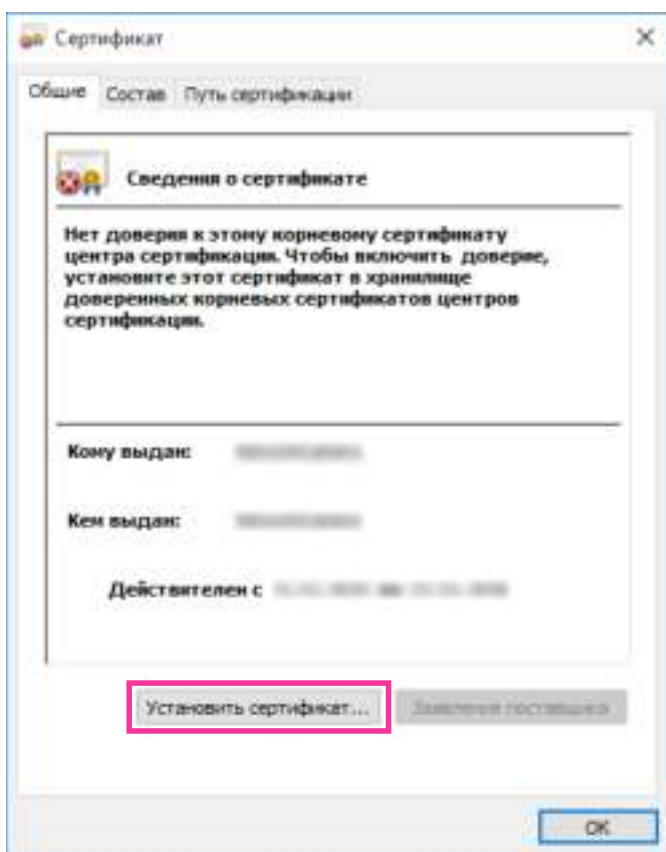 Сертификат
Общие Состав Путь сертификации
Сведения о сертификате
Нет доверия к этому корневому сертификату
центра сертификации. Чтобы включить доверие,
установите этот сертификат в хранилище
доверенных корневых сертификатов центров
сертификации.
Кому выдан:
Кем выдан:
Действителен с
Установить сертификат... Заявление поставщика
OK